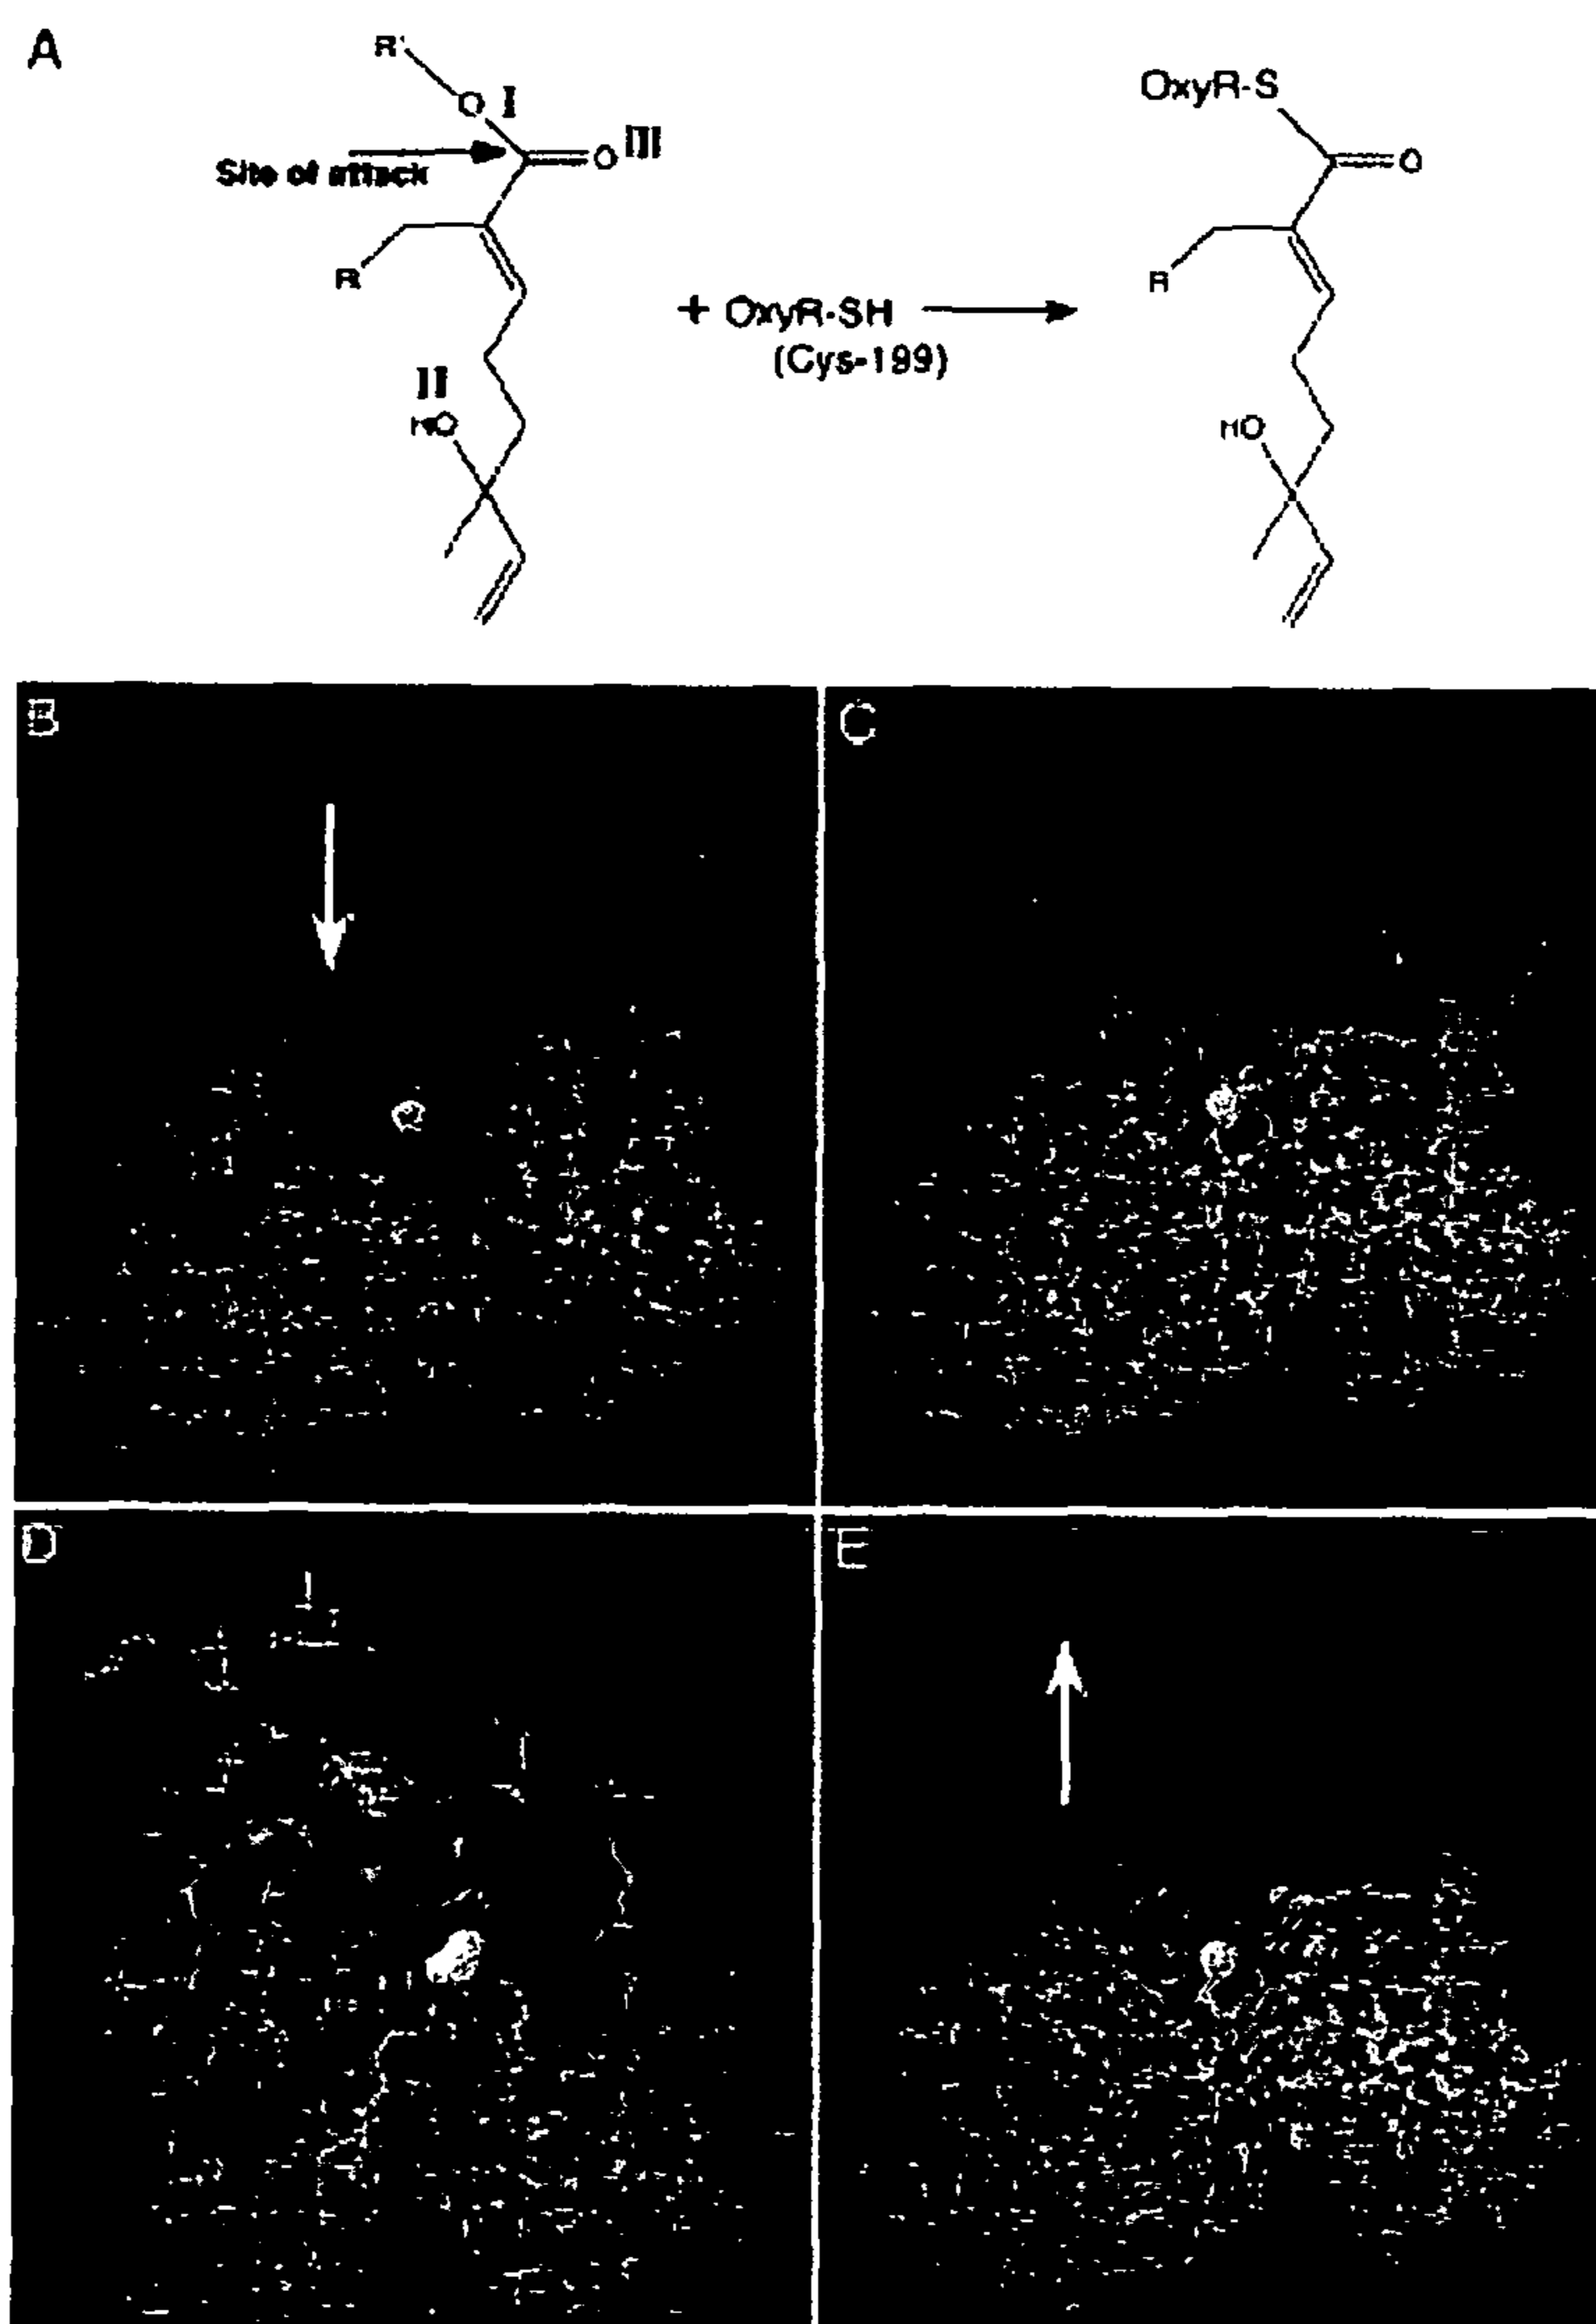 A
R'
O I
OxyR-S
O III
Site of attack
O
R
R
+ OxyR-SH
(Cys-199)
II
HO
HO
B
C
D
E